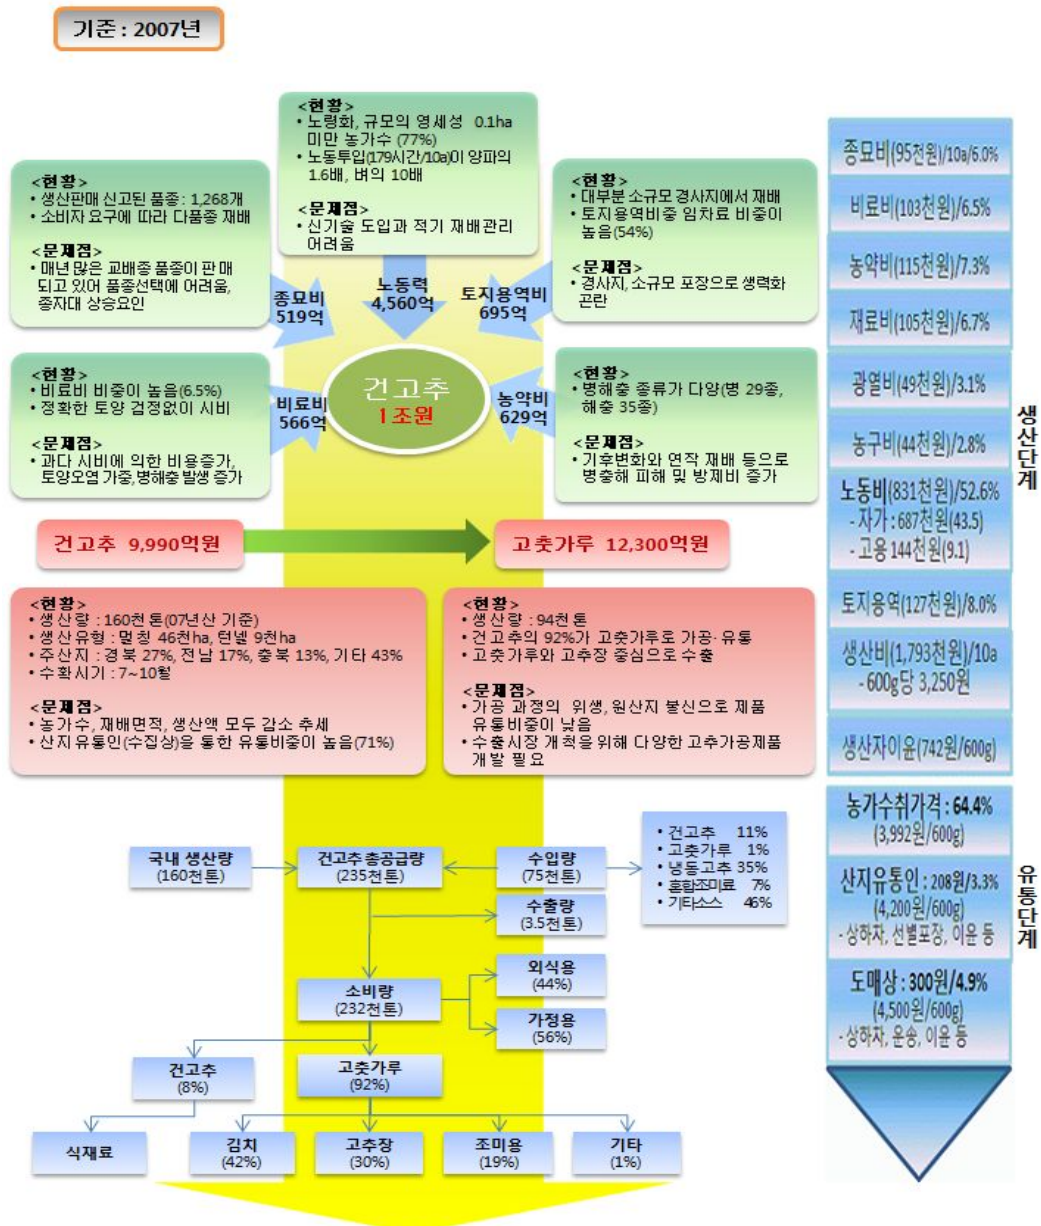 기준 : 2007년
<현황>
• 노령화, 규모의 영세성 0.1ha
미만 농가수 (77%)
• 노동투입(179시간/10a)이 양파의
1.6배, 벼의 10배
<문제점>
• 신기술 도입과 적기 재배관리
어려움
<현황>
• 생산판매 신고된 품종 : 1,268개
• 소비자 요구에 따라 다품종 재배
<문제점>
• 매년 많은 교배종 품종이 판매
되고 있어 품종선택에 어려움,
종자대 상승요인
<현황>
• 대부분 소규모 경사지에서 재배
• 토지용역비중 임차료 비중이
높음(54%)
<문제점>
• 경사지, 소규모 포장으로 생력화
곤란
종묘비
519억
노동력
4,560억
토지용역비
695억
<현황>
• 비료비 비중이 높음(6.5%)
• 정확한 토양 검정없이 시비
<문제점>
• 과다 시비에 의한 비용증가,
토양오염 가중,병해충 발생 증가
비료비
566억
건고추
1조원
농약비
629억
<현황>
• 병해충 종류가 다양(병 29종,
해충 35종)
<문제점>
• 기후변화와 연작 재배 등으로
병충해 피해 및 방제비 증가
건고추 9,990억원
고춧가루 12,300억원
<현황>
• 생산량 : 160천톤(07년산 기준)
• 생산유형 : 멀칭 46천ha, 턴넬 9천ha
• 주산지 : 경북 27%, 전남 17%, 충북 13%, 기타 43%
• 수확시기 : 7~10월
<문제점>
• 농가수, 재배면적, 생산액 모두 감소 추세
• 산지유통인(수집상)을 통한 유통비중이 높음(71%)
<현황>
• 생산량 : 94천톤
• 건고추의 92%가 고춧가루로 가공·유통
• 고춧가루와 고추장 중심으로 수출
<문제점>
• 가공 과정의 위생, 원산지 불신으로 제품
유통비중이 낮음
• 수출시장 개척을 위해 다양한 고추가공제품
개발 필요
국내 생산량
(160천톤)
건고추 총공급량
(235천톤)
수입량
(75천톤)
• 건고추 11%
• 고춧가루 1%
• 냉동고추 35%
• 혼합조미료 7%
• 기타소스 46%
수출량
(3.5천톤)
소비량
(232천톤)
외식용
(44%)
가정용
(56%)
건고추
(8%)
고춧가루
(92%)
식재료
김치
(42%)
고추장
(30%)
조미용
(19%)
기타
(1%)
종묘비(95천원)/10a/6.0%
비료비(103천원)/6.5%
농약비(115천원)/7.3%
재료비(105천원)/6.7%
광열비(49천원)/3.1%
농구비(44천원)/2.8%
노동비(831천원)/52.6%
- 자가 : 687천원(43.5)
- 고용 144천원(9.1)
토지용역(127천원)/8.0%
생산비(1,793천원)/10a
- 600g당 3,250원
생산자이윤(742원/600g)
생산단계
농가수취가격 : 64.4%
(3,992원/600g)
산지유통인 : 208원/3.3%
(4,200원/600g)
- 상하차, 선별포장, 이윤 등
도매상 : 300원/4.9%
(4,500원/600g)
- 상하차, 운송, 이윤 등
유통단계